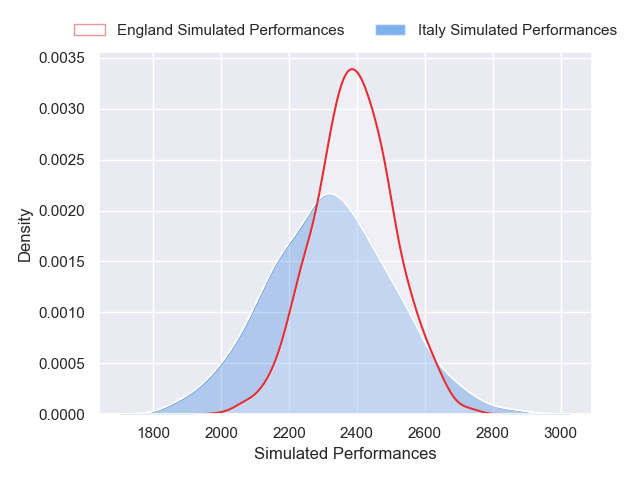 England Simulated Performances Italy Simulated Performances
0.0035
0.0030
0.0025
0.0020
0.0015
0.0010
0.0005
0.0000
Density
1800 2000 2200 2400 2600 2800 3000
Simulated Performances